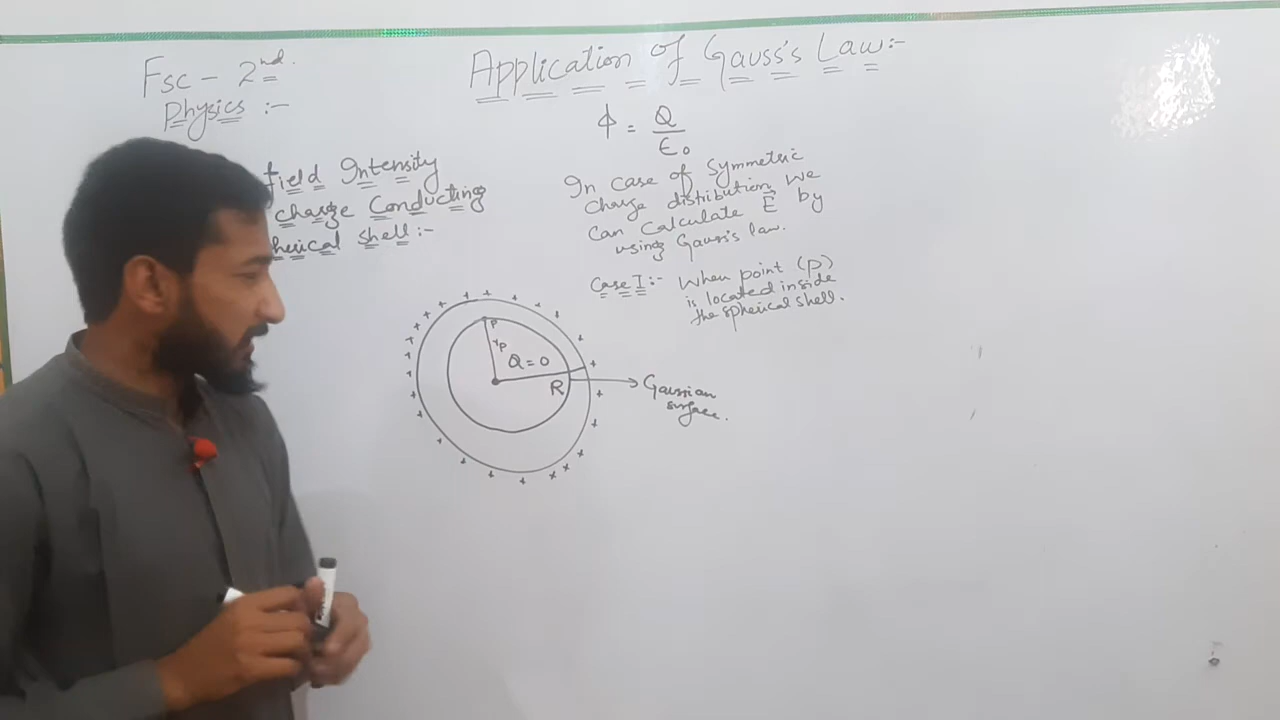 Fsc - 2nd.
Physics :-
Application of Gauss's Law:-
ϕ = Q
ϵ₀
field Intensity
charge Conducting
shell:-
In case of Symmetric
charge distribution, we
can calculate E by
using Gauss's law.
Case I:- When point (P)
is located inside
the spherical shell.
P
rp
Q = 0
R
Gaussian
surface.